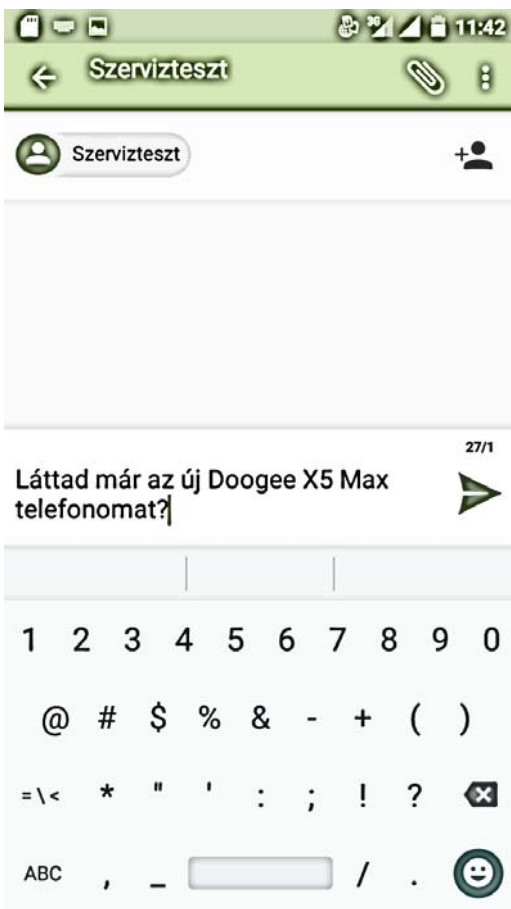 3G 11:42
Szervizteszt
Szervizteszt
27/1
Láttad már az új Doogee X5 Max
telefonomat?
1 2 3 4 5 6 7 8 9 0
@ # $ % & - + ( )
=\< * " ' : ; ! ?
ABC , _ / .